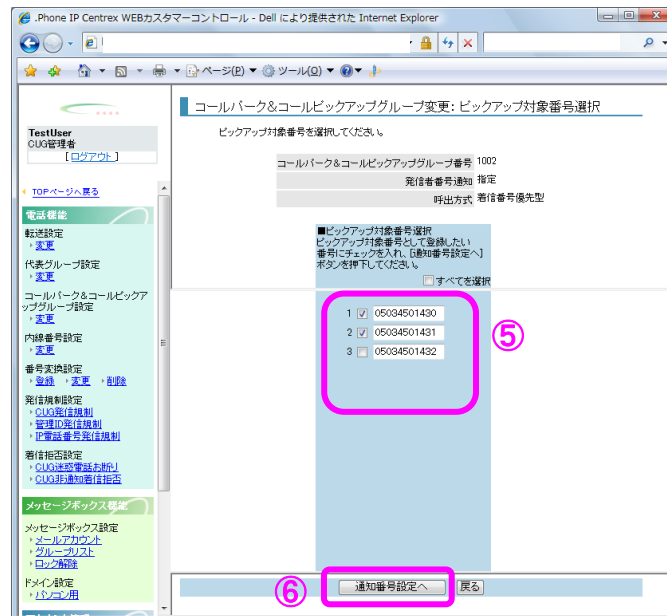 .Phone IP Centrex WEBカスタマーコントロール - Dell により提供された Internet Explorer
ページ(P) ツール(O)
TestUser
CUG管理者
[ログアウト]
TOPページへ戻る
電話機能
転送設定
変更
代表グループ設定
変更
コールパーク&コールピックア
ップグループ設定
変更
内線番号設定
変更
番号変換設定
登録 変更 削除
発信規制設定
CUG発信規制
管理ID発信規制
IP電話番号発信規制
着信拒否設定
CUG迷惑電話お断り
CUG非通知着信拒否
メッセージボックス機能
メッセージボックス設定
メールアカウント
グループリスト
ロック解除
ドメイン設定
パソコン用
コールパーク&コールピックアップグループ変更: ピックアップ対象番号選択
ピックアップ対象番号を選択してください。
コールパーク&コールピックアップグループ番号 1002
発信者番号通知 指定
呼出方式 着信番号優先型
■ピックアップ対象番号選択
ピックアップ対象番号として登録したい
番号にチェックを入れ、[通知番号設定へ]
ボタンを押下してください。
すべてを選択
1 05034501430
2 05034501431
3 05034501432
⑤
⑥
通知番号設定へ 戻る